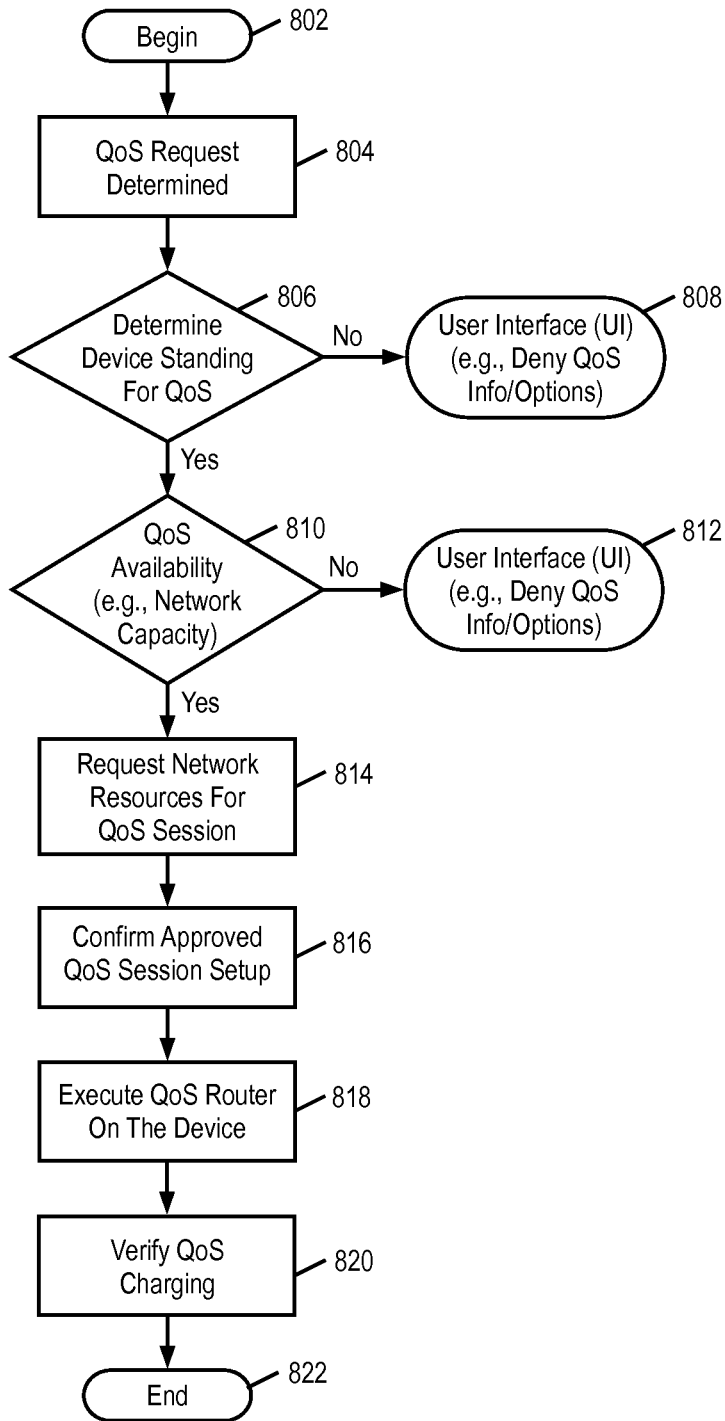 Begin
802
QoS Request
Determined
804
806
Determine
Device Standing
For QoS
No
808
User Interface (UI)
(e.g., Deny QoS
Info/Options)
Yes
810
QoS
Availability
(e.g., Network
Capacity)
No
812
User Interface (UI)
(e.g., Deny QoS
Info/Options)
Yes
Request Network
Resources For
QoS Session
814
Confirm Approved
QoS Session Setup
816
Execute QoS Router
On The Device
818
Verify QoS
Charging
820
End
822